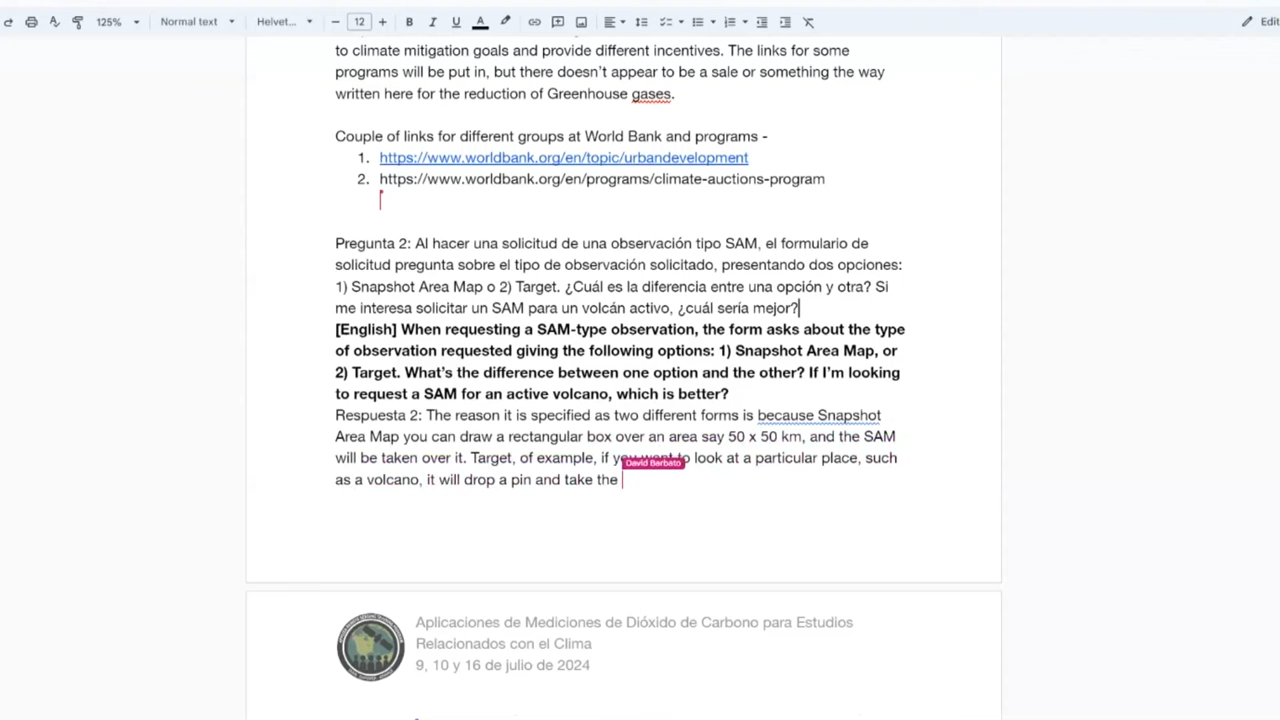 125% Normal text Helvet... 12 B I U A Edit
to climate mitigation goals and provide different incentives. The links for some
programs will be put in, but there doesn't appear to be a sale or something the way
written here for the reduction of Greenhouse gases.
Couple of links for different groups at World Bank and programs -
1. https://www.worldbank.org/en/topic/urbandevelopment
2. https://www.worldbank.org/en/programs/climate-auctions-program
Pregunta 2: Al hacer una solicitud de una observación tipo SAM, el formulario de
solicitud pregunta sobre el tipo de observación solicitado, presentando dos opciones:
1) Snapshot Area Map o 2) Target. ¿Cuál es la diferencia entre una opción y otra? Si
me interesa solicitar un SAM para un volcán activo, ¿cuál sería mejor?
[English] When requesting a SAM-type observation, the form asks about the type
of observation requested giving the following options: 1) Snapshot Area Map, or
2) Target. What's the difference between one option and the other? If I'm looking
to request a SAM for an active volcano, which is better?
Respuesta 2: The reason it is specified as two different forms is because Snapshot
Area Map you can draw a rectangular box over an area say 50 x 50 km, and the SAM
will be taken over it. Target, of example, if you want to look at a particular place, such
David Barbato
as a volcano, it will drop a pin and take the
Aplicaciones de Mediciones de Dióxido de Carbono para Estudios
Relacionados con el Clima
9, 10 y 16 de julio de 2024